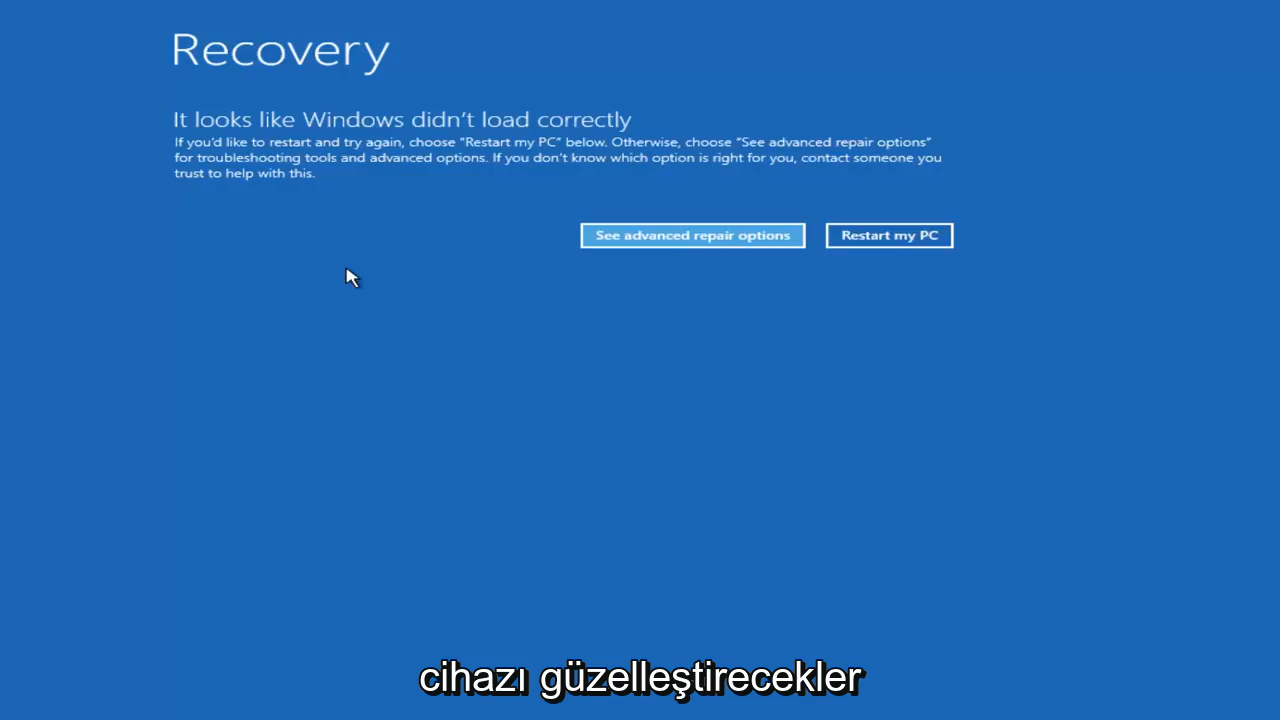 Recovery
It looks like Windows didn't load correctly
If you'd like to restart and try again, choose "Restart my PC" below. Otherwise, choose "See advanced repair options"
for troubleshooting tools and advanced options. If you don't know which option is right for you, contact someone you
trust to help with this.
See advanced repair options
Restart my PC
cihazı güzelleştirecekler